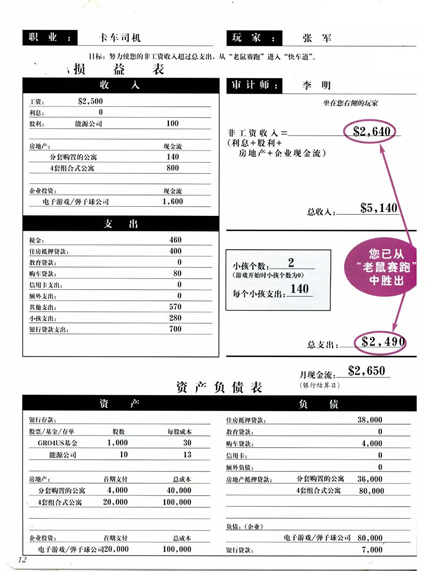 职 业 ： 卡车司机 玩 家 ： 张 军
目标：努力使您的非工资收入超过总支出，从“老鼠赛跑”进入“快车道”。
损 益 表
收 入
审计师： 李 明
坐在您右侧的玩家
工资： $2,500
利息： 0
股利： 能源公司 100
房地产： 现金流
分套购置的公寓 140
4套组合式公寓 800
企业投资： 现金流
电子游戏/弹子球公司 1,600
非工资收入= $2,640
(利息+股利+
房地产+企业现金流)
总收入： $5,140
您已从
“老鼠赛跑”
中胜出
支 出
税金： 460
住房抵押贷款： 400
教育贷款： 0
购车贷款： 80
信用卡支出： 0
额外支出： 0
其他支出： 570
小孩支出： 280
银行贷款支出： 700
小孩个数： 2
(游戏开始时小孩个数为0)
每个小孩支出： 140
总支出： $2,490
月现金流： $2,650
(银行结算日)
资 产 负 债 表
资 产
银行存款：
股票/基金/存单 股数 每股成本
GRO4US基金 1,000 30
能源公司 10 13
房地产： 首期支付 总成本
分套购置的公寓 4,000 40,000
4套组合式公寓 20,000 100,000
企业投资： 首期支付 总成本
电子游戏/弹子球公司20,000 100,000
负 债
住房抵押贷款： 38,000
教育贷款： 0
购车贷款： 4,000
信用卡： 0
额外负债： 0
房地产抵押贷款： 分套购置的公寓 36,000
4套组合式公寓 80,000
负债：(企业)
电子游戏/弹子球公司 80,000
银行贷款： 7,000
12